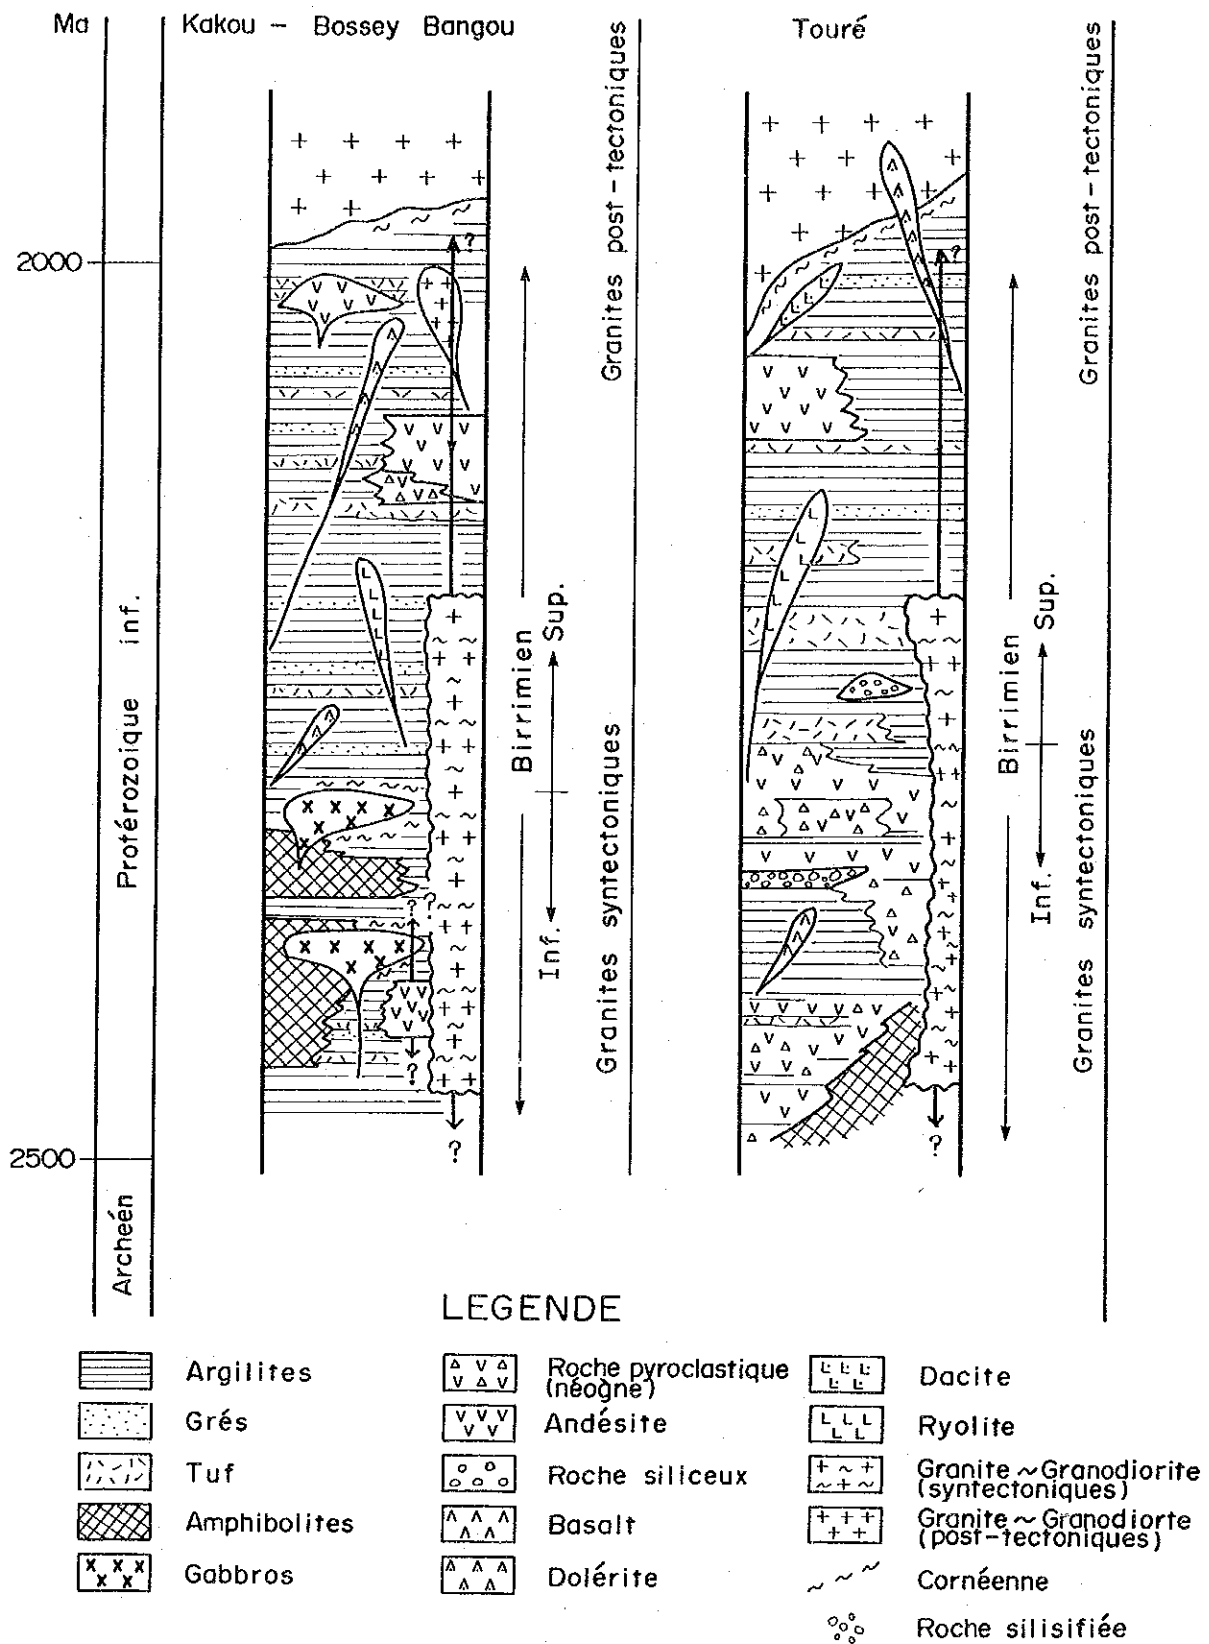 Ma
Kakou - Bossey Bangou
Touré
Granites post-tectoniques
Granites post-tectoniques
2000
?
?
Protérozoique inf.
Birrimien
Sup.
Inf.
Granites syntectoniques
Birrimien
Sup.
Inf.
Granites syntectoniques
? ?
?
?
?
2500
Archéén
LEGENDE
Argilites
Grés
Tuf
Amphibolites
Gabbros
Roche pyroclastique
(néogne)
Andésite
Roche siliceux
Basalt
Dolérite
Dacite
Ryolite
Granite ~ Granodiorite
(syntectoniques)
Granite ~ Granodiorte
(post-tectoniques)
Cornéenne
Roche silisifiée